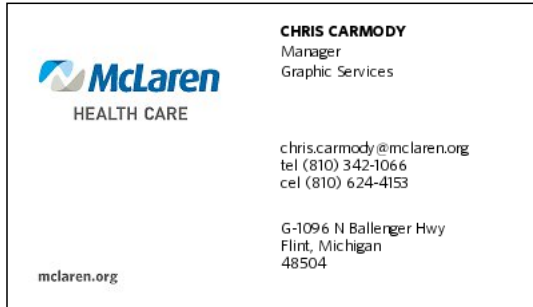 McLaren
HEALTH CARE
mclaren.org
CHRIS CARMODY
Manager
Graphic Services
chris.carmody@mclaren.org
tel (810) 342-1066
cel (810) 624-4153
G-1096 N Ballenger Hwy
Flint, Michigan
48504